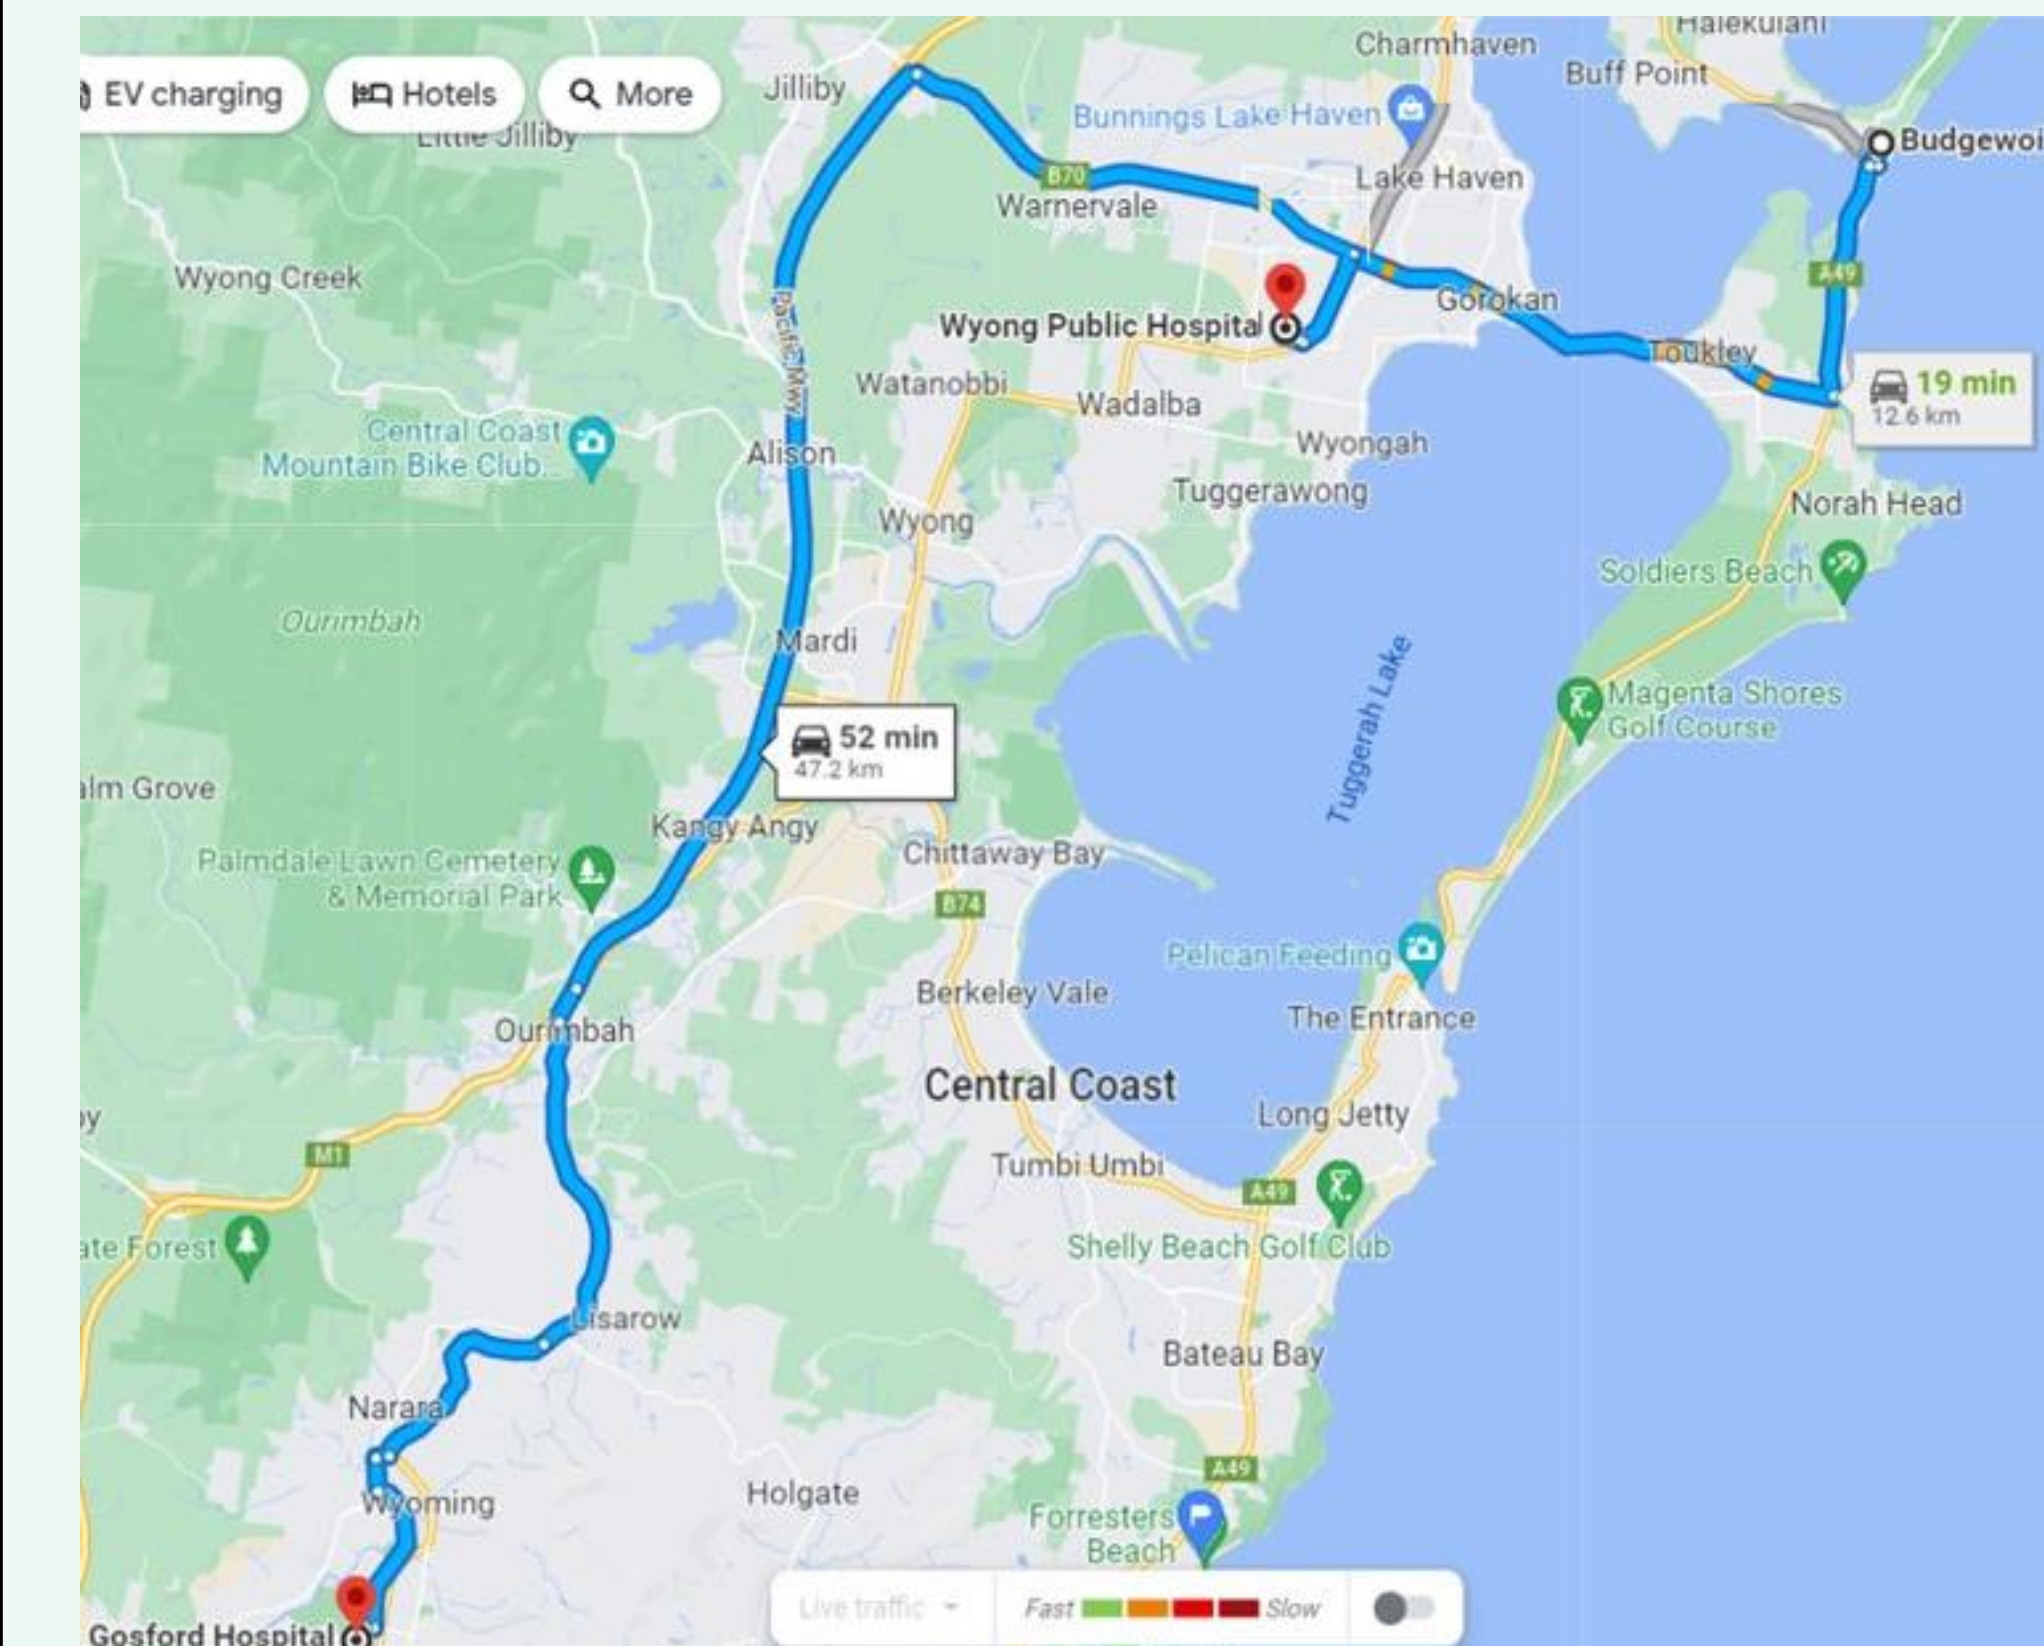 Halekulani
Charmhaven
Buff Point
EV charging
Hotels
More
Jilliby
Little Jilliby
Bunnings Lake Haven
Budgewoi
B70
Lake Haven
Warnervale
Wyong Creek
A49
Pacific Mwy
Gorokan
Wyong Public Hospital
Toukley
19 min
12.6 km
Watanobbi
Wadalba
Central Coast
Mountain Bike Club...
Alison
Wyongah
Tuggerawong
Norah Head
Wyong
Soldiers Beach
Ourimbah
Mardi
Tuggerah Lake
Magenta Shores
Golf Course
52 min
47.2 km
alm Grove
Kangy Angy
Chittaway Bay
Palmdale Lawn Cemetery
& Memorial Park
B74
Pelican Feeding
Berkeley Vale
The Entrance
Ourimbah
Central Coast
Long Jetty
by
M1
Tumbi Umbi
A49
ate Forest
Shelly Beach Golf Club
Lisarow
Bateau Bay
Narara
A49
Holgate
Wyoming
Forresters
Beach
Live traffic
Fast
Slow
Gosford Hospital